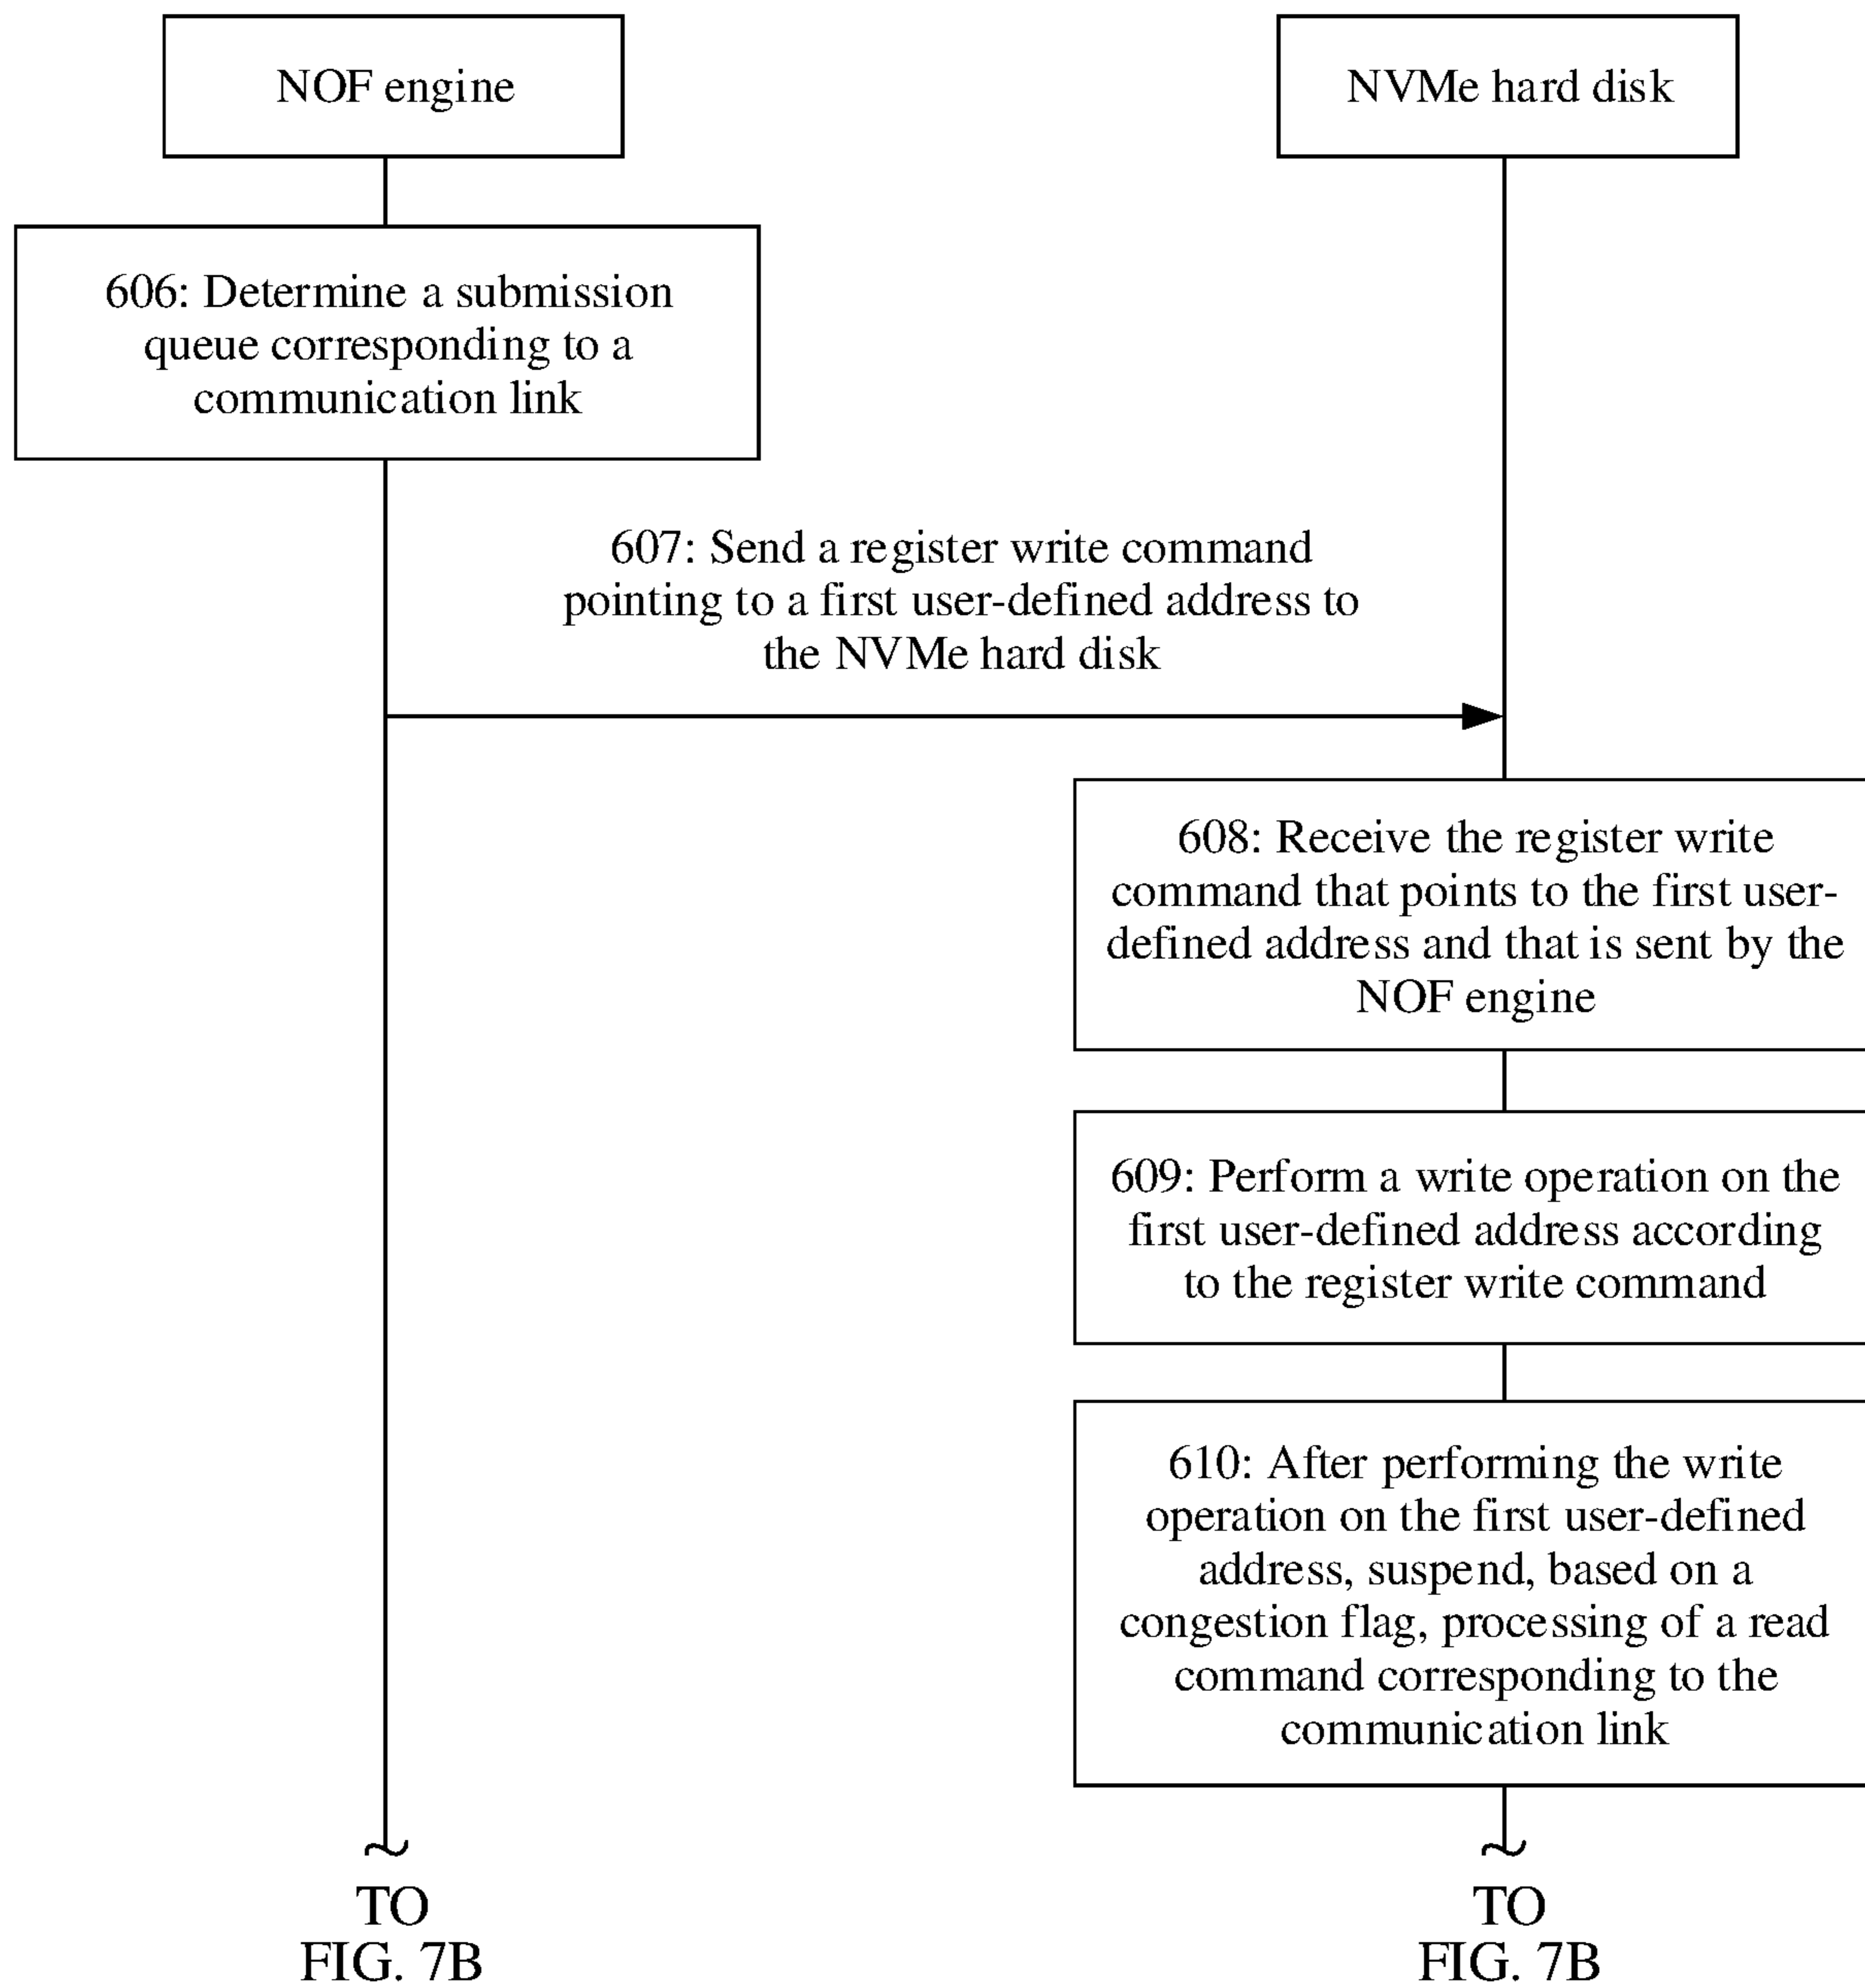 NOF engine
NVMe hard disk
606: Determine a submission
queue corresponding to a
communication link
607: Send a register write command
pointing to a first user-defined address to
the NVMe hard disk
608: Receive the register write
command that points to the first user-
defined address and that is sent by the
NOF engine
609: Perform a write operation on the
first user-defined address according
to the register write command
610: After performing the write
operation on the first user-defined
address, suspend, based on a
congestion flag, processing of a read
command corresponding to the
communication link
TO
FIG. 7B
TO
FIG. 7B